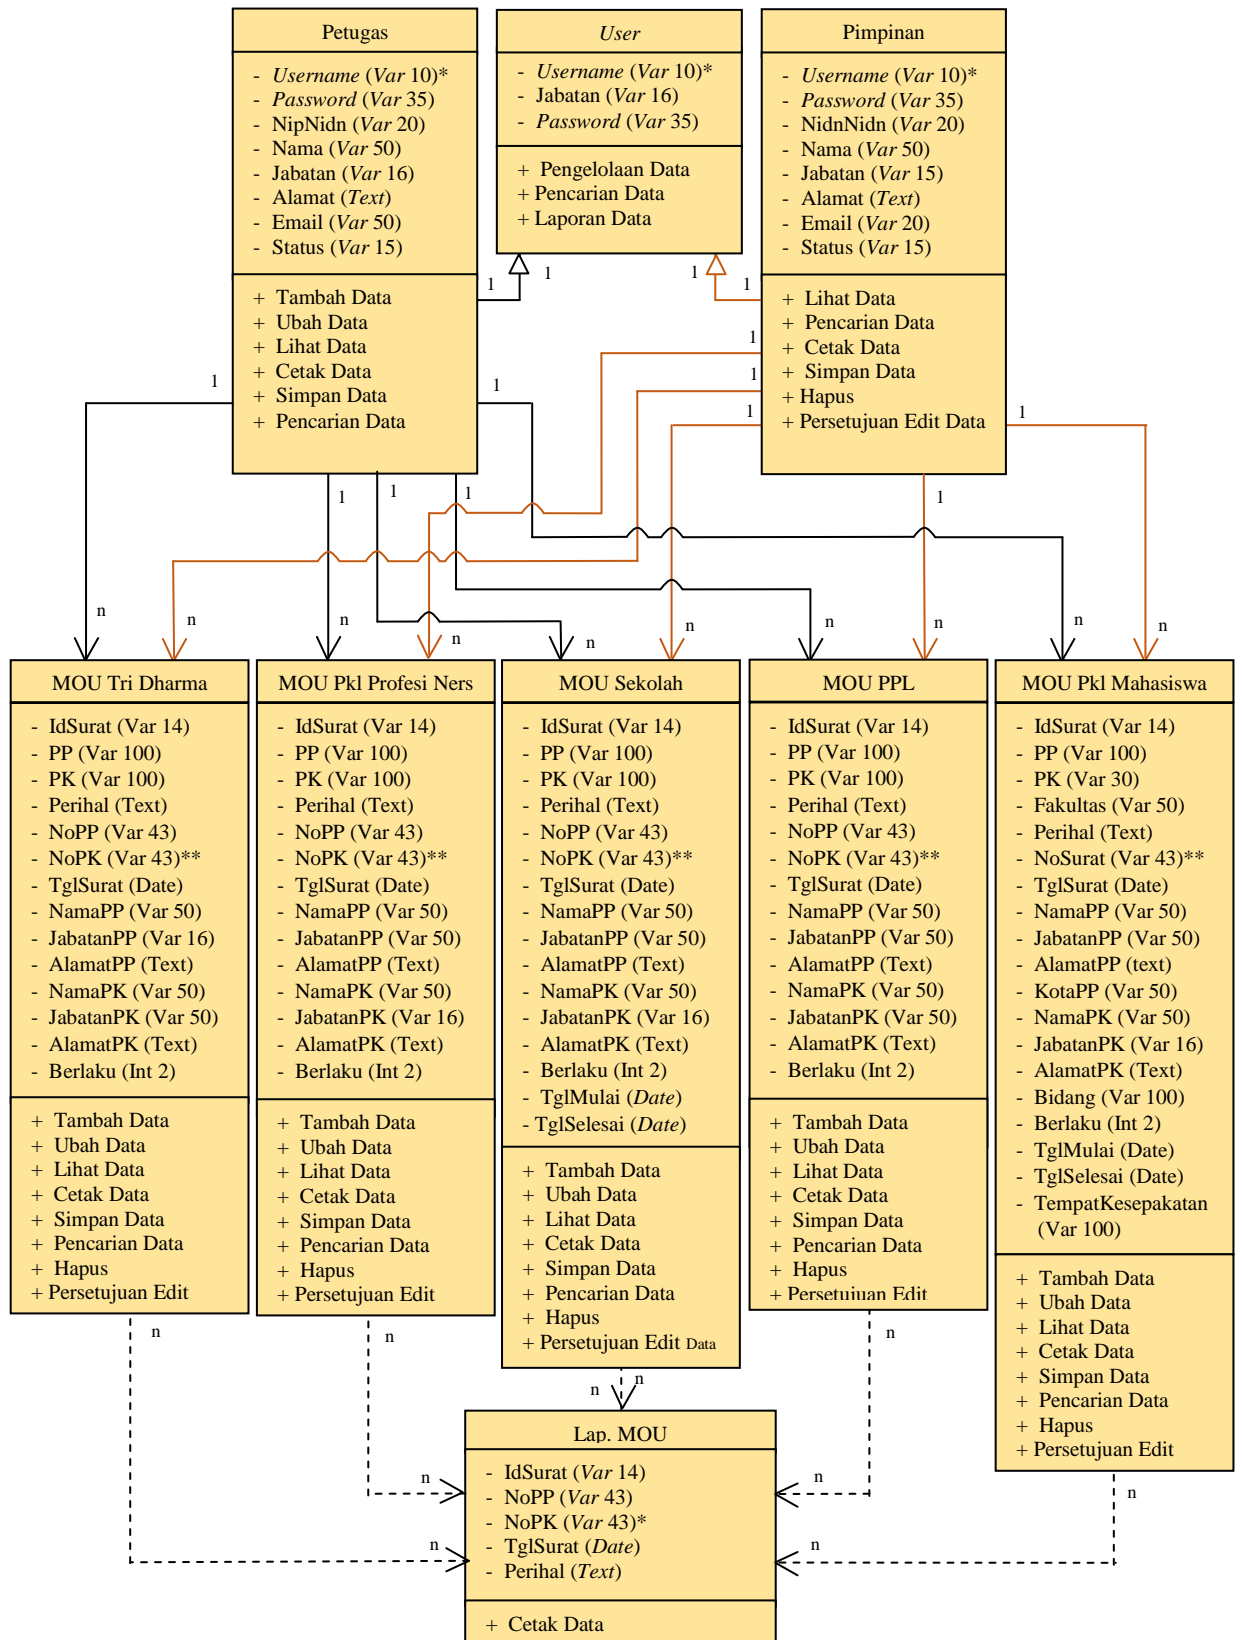 Petugas
- Username (Var 10)*
- Password (Var 35)
- NipNidn (Var 20)
- Nama (Var 50)
- Jabatan (Var 16)
- Alamat (Text)
- Email (Var 50)
- Status (Var 15)
+ Tambah Data
+ Ubah Data
+ Lihat Data
+ Cetak Data
+ Simpan Data
+ Pencarian Data
User
- Username (Var 10)*
- Jabatan (Var 16)
- Password (Var 35)
+ Pengelolaan Data
+ Pencarian Data
+ Laporan Data
Pimpinan
- Username (Var 10)*
- Password (Var 35)
- NidnNidn (Var 20)
- Nama (Var 50)
- Jabatan (Var 15)
- Alamat (Text)
- Email (Var 20)
- Status (Var 15)
+ Lihat Data
+ Pencarian Data
+ Cetak Data
+ Simpan Data
+ Hapus
+ Persetujuan Edit Data
1
1
1
1
1
1
1
1
1
1
1
1
1
1
n
n
n
n
n
n
n
n
n
n
MOU Tri Dharma
- IdSurat (Var 14)
- PP (Var 100)
- PK (Var 100)
- Perihal (Text)
- NoPP (Var 43)
- NoPK (Var 43)**
- TglSurat (Date)
- NamaPP (Var 50)
- JabatanPP (Var 16)
- AlamatPP (Text)
- NamaPK (Var 50)
- JabatanPK (Var 50)
- AlamatPK (Text)
- Berlaku (Int 2)
+ Tambah Data
+ Ubah Data
+ Lihat Data
+ Cetak Data
+ Simpan Data
+ Pencarian Data
+ Hapus
+ Persetujuan Edit
MOU Pkl Profesi Ners
- IdSurat (Var 14)
- PP (Var 100)
- PK (Var 100)
- Perihal (Text)
- NoPP (Var 43)
- NoPK (Var 43)**
- TglSurat (Date)
- NamaPP (Var 50)
- JabatanPP (Var 50)
- AlamatPP (Text)
- NamaPK (Var 50)
- JabatanPK (Var 16)
- AlamatPK (Text)
- Berlaku (Int 2)
+ Tambah Data
+ Ubah Data
+ Lihat Data
+ Cetak Data
+ Simpan Data
+ Pencarian Data
+ Hapus
+ Persetujuan Edit
MOU Sekolah
- IdSurat (Var 14)
- PP (Var 100)
- PK (Var 100)
- Perihal (Text)
- NoPP (Var 43)
- NoPK (Var 43)**
- TglSurat (Date)
- NamaPP (Var 50)
- JabatanPP (Var 50)
- AlamatPP (Text)
- NamaPK (Var 50)
- JabatanPK (Var 16)
- AlamatPK (Text)
- Berlaku (Int 2)
- TglMulai (Date)
- TglSelesai (Date)
+ Tambah Data
+ Ubah Data
+ Lihat Data
+ Cetak Data
+ Simpan Data
+ Pencarian Data
+ Hapus
+ Persetujuan Edit Data
MOU PPL
- IdSurat (Var 14)
- PP (Var 100)
- PK (Var 100)
- Perihal (Text)
- NoPP (Var 43)
- NoPK (Var 43)**
- TglSurat (Date)
- NamaPP (Var 50)
- JabatanPP (Var 50)
- AlamatPP (Text)
- NamaPK (Var 50)
- JabatanPK (Var 50)
- AlamatPK (Text)
- Berlaku (Int 2)
+ Tambah Data
+ Ubah Data
+ Lihat Data
+ Cetak Data
+ Simpan Data
+ Pencarian Data
+ Hapus
+ Persetujuan Edit
MOU Pkl Mahasiswa
- IdSurat (Var 14)
- PP (Var 100)
- PK (Var 30)
- Fakultas (Var 50)
- Perihal (Text)
- NoSurat (Var 43)**
- TglSurat (Date)
- NamaPP (Var 50)
- JabatanPP (Var 50)
- AlamatPP (text)
- KotaPP (Var 50)
- NamaPK (Var 50)
- JabatanPK (Var 16)
- AlamatPK (Text)
- Bidang (Var 100)
- Berlaku (Int 2)
- TglMulai (Date)
- TglSelesai (Date)
- TempatKesepakatan
(Var 100)
+ Tambah Data
+ Ubah Data
+ Lihat Data
+ Cetak Data
+ Simpan Data
+ Pencarian Data
+ Hapus
+ Persetujuan Edit
n
n
n
n
n
n
n
n
n
n
Lap. MOU
- IdSurat (Var 14)
- NoPP (Var 43)
- NoPK (Var 43)*
- TglSurat (Date)
- Perihal (Text)
+ Cetak Data